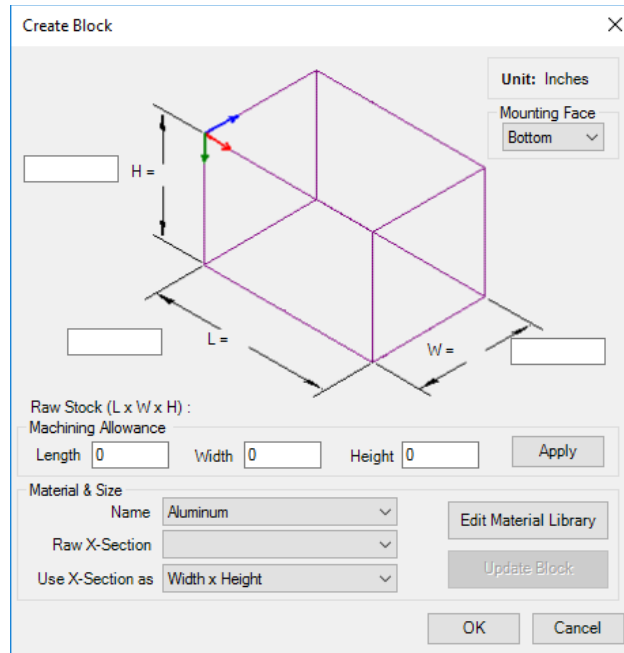 Create Block
Unit: Inches
Mounting Face
Bottom
H =
L =
W =
Raw Stock (L x W x H) :
Machining Allowance
Length 0 Width 0 Height 0 Apply
Material & Size
Name Aluminum
Edit Material Library
Raw X-Section
Update Block
Use X-Section as Width x Height
OK Cancel